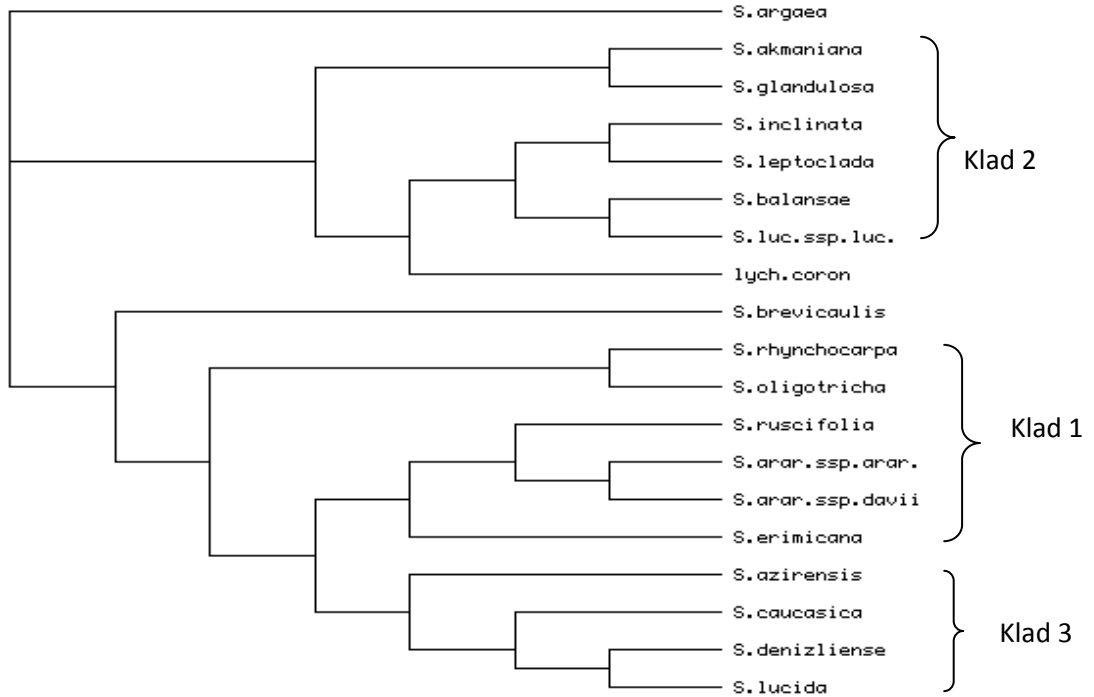 S.argaea
S.akmaniana
S.glandulosa
S.inclinata
S.leptoclada
Klad 2
S.balansae
S.luc.ssp.luc.
lych.coron
S.brevicaulis
S.rhynchocarpa
S.oligotricha
S.ruscifolia
Klad 1
S.arar.ssp.arar.
S.arar.ssp.davii
S.erimicana
S.azirensis
S.caucasica
Klad 3
S.denizliense
S.lucida